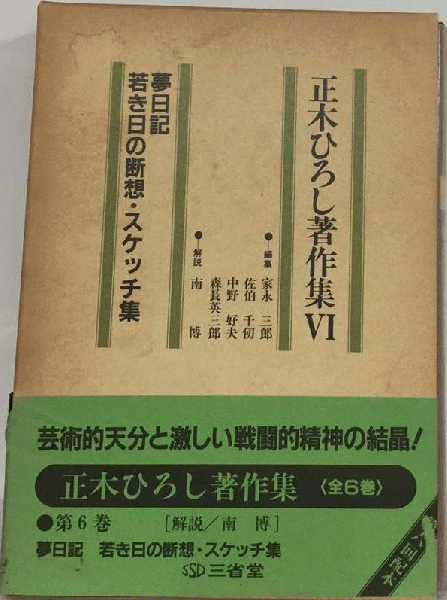 正木ひろし著作集VI
●—編集
家永 三郎
佐伯 千仭
中野 好夫
森長英三郎
●—解説
南 博
夢日記
若き日の断想・スケッチ集
芸術的天分と激しい戦闘的精神の結晶!
正木ひろし著作集〈全6巻〉
●第6巻 [解説/南 博]
夢日記 若き日の断想・スケッチ集
SSD 三省堂